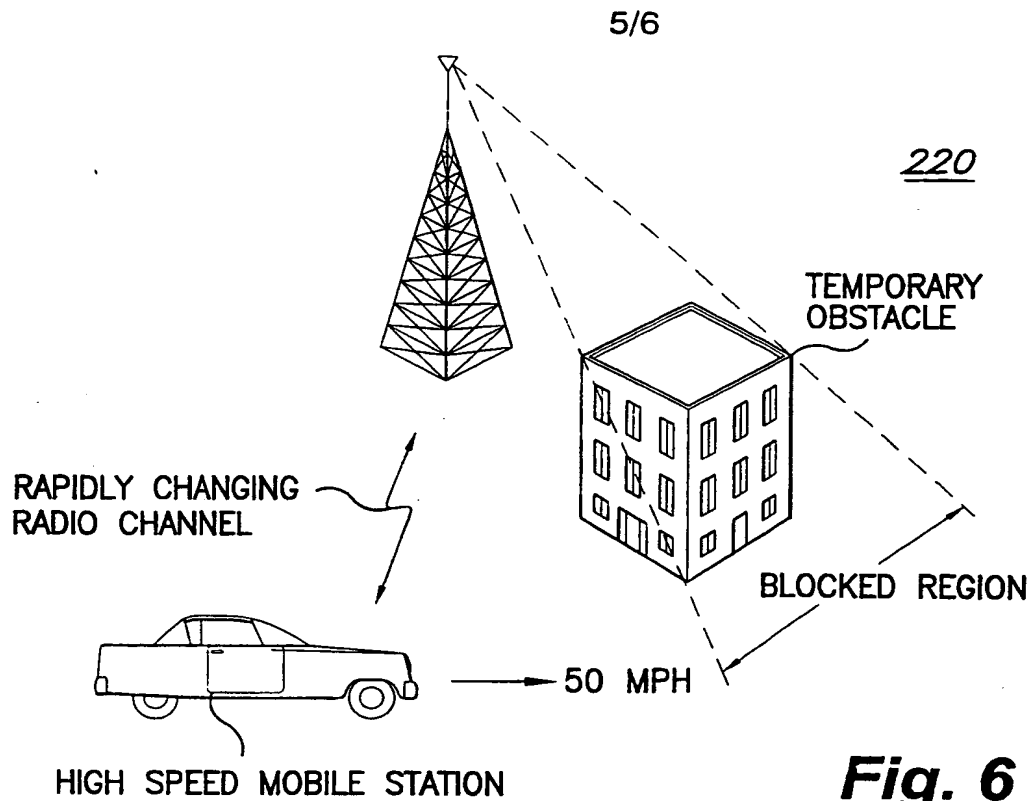 5/6
220
TEMPORARY
OBSTACLE
RAPIDLY CHANGING
RADIO CHANNEL
BLOCKED REGION
50 MPH
HIGH SPEED MOBILE STATION
Fig. 6